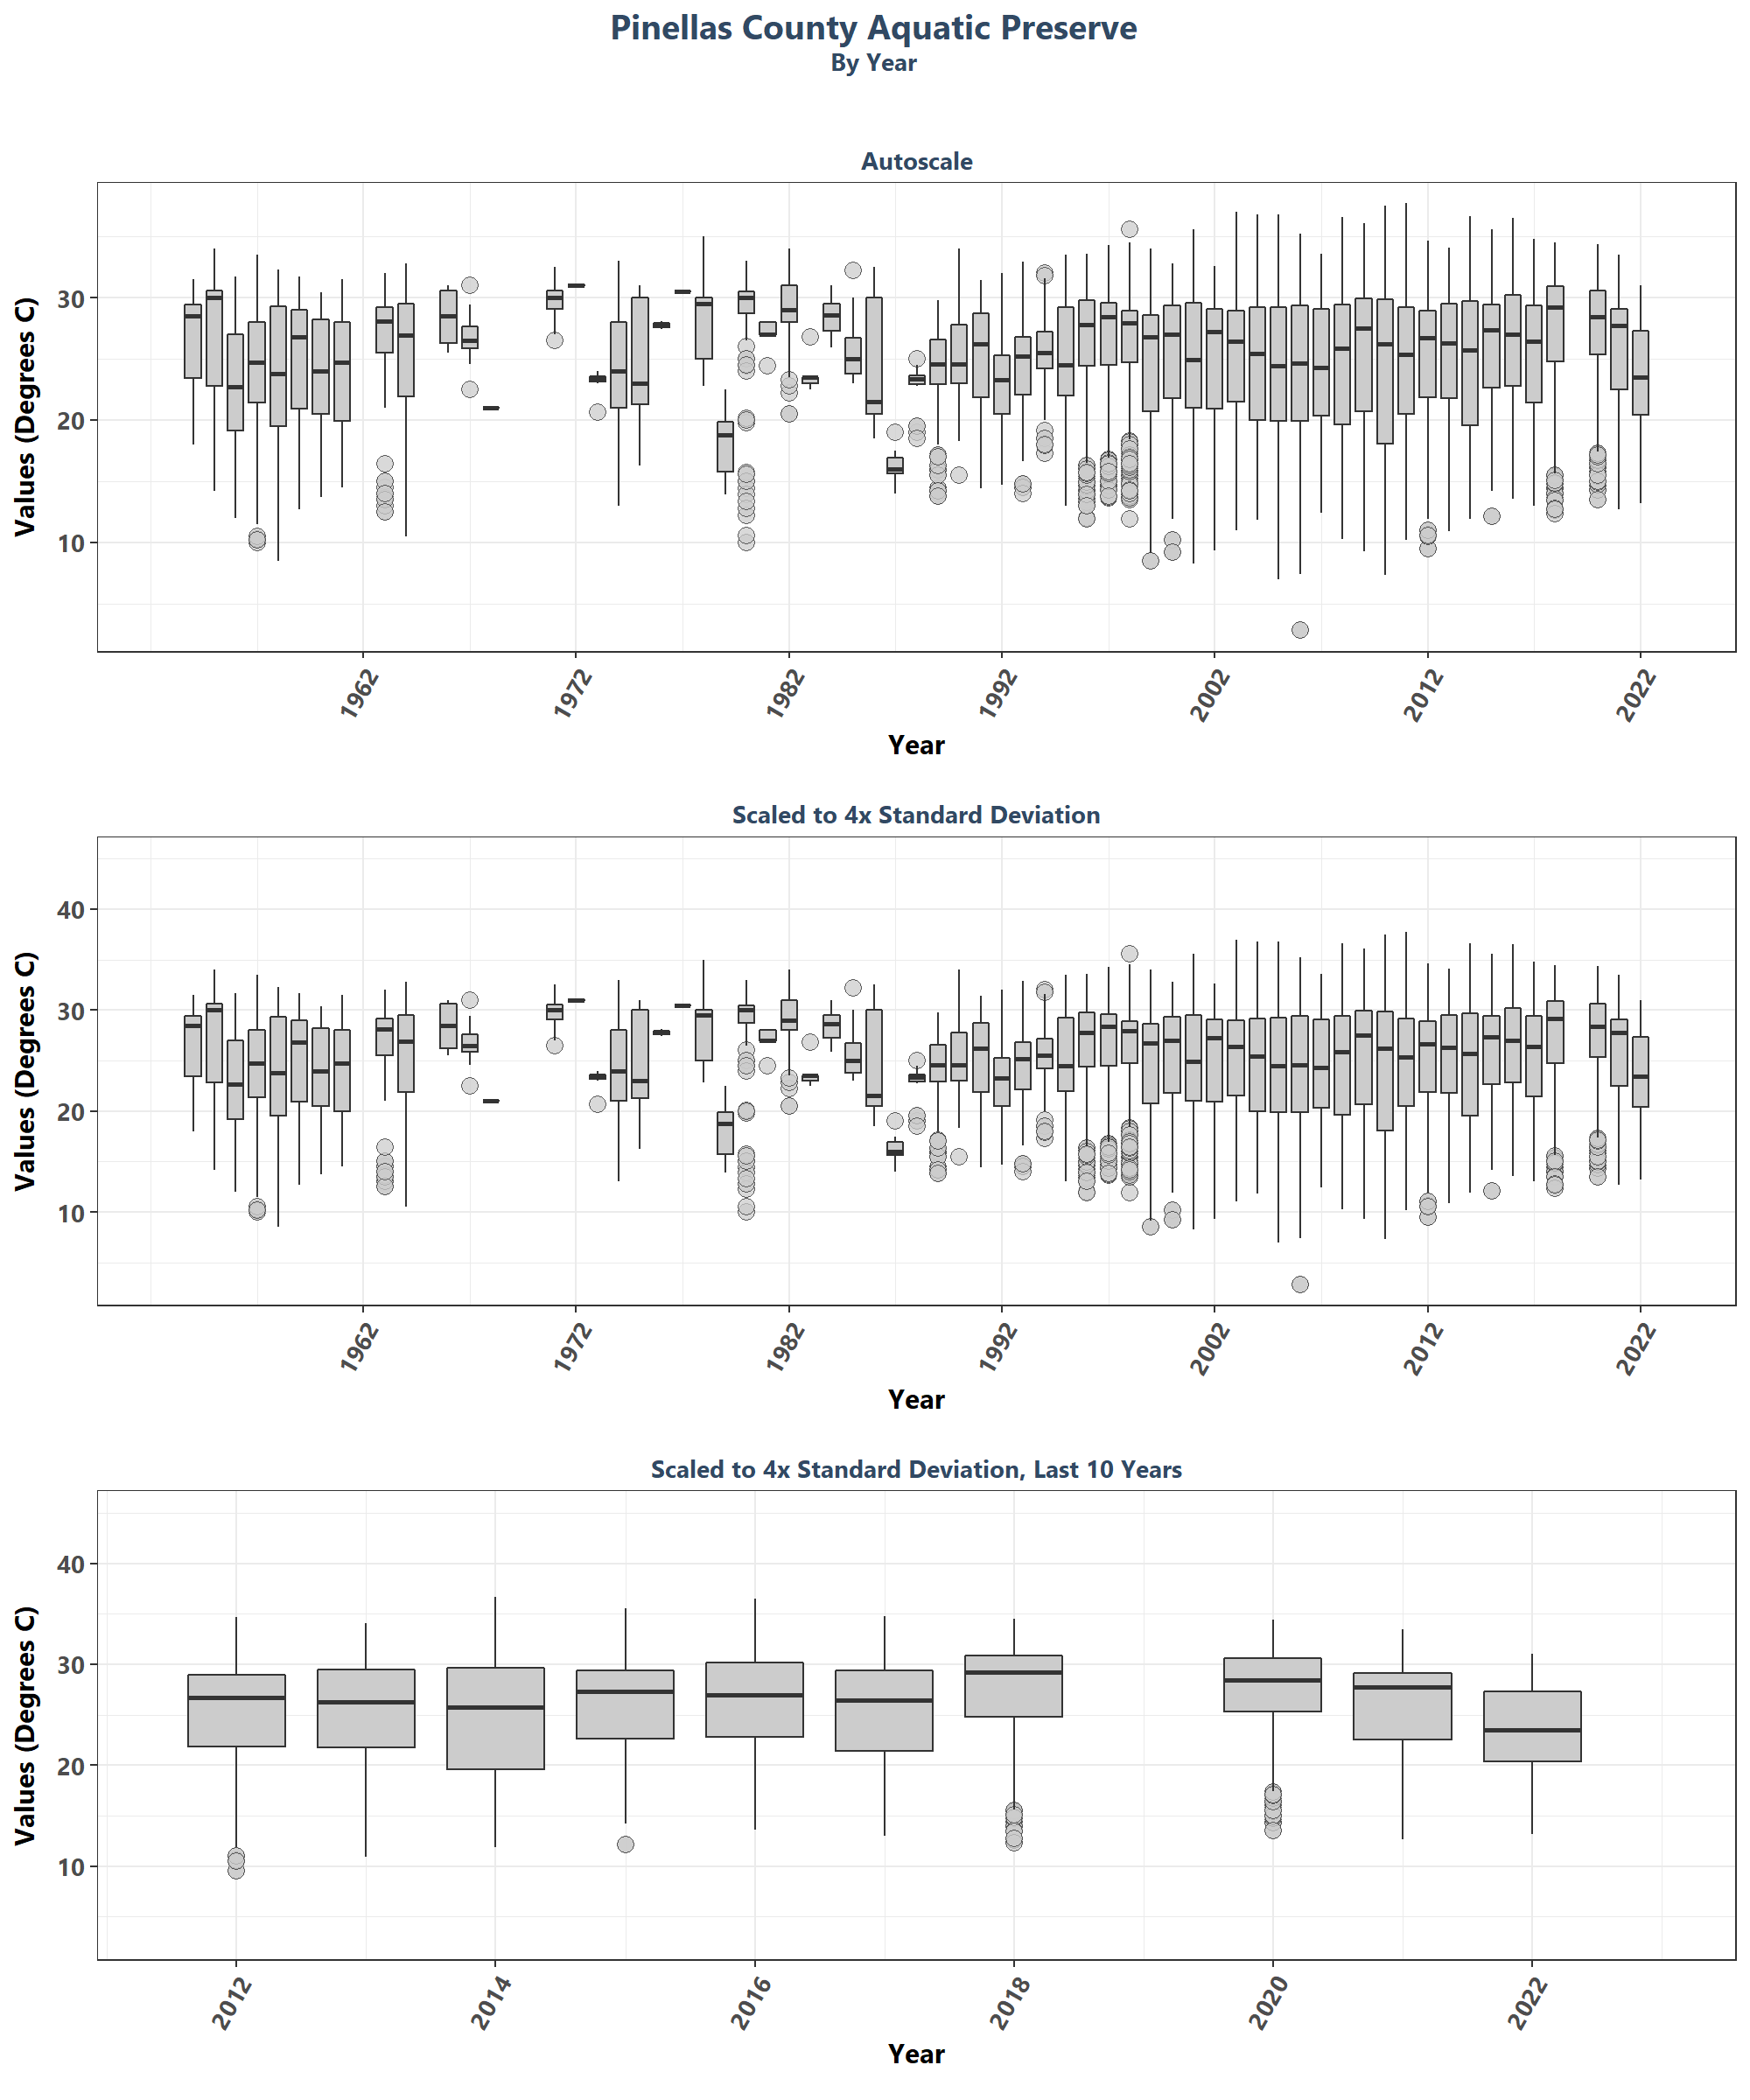 Pinellas County Aquatic Preserve
By Year
Autoscale
Values (Degrees C)
30
20
10
1962
1972
1982
1992
2002
2012
2022
Year
Scaled to 4x Standard Deviation
Values (Degrees C)
40
30
20
10
1962
1972
1982
1992
2002
2012
2022
Year
Scaled to 4x Standard Deviation, Last 10 Years
Values (Degrees C)
40
30
20
10
2012
2014
2016
2018
2020
2022
Year